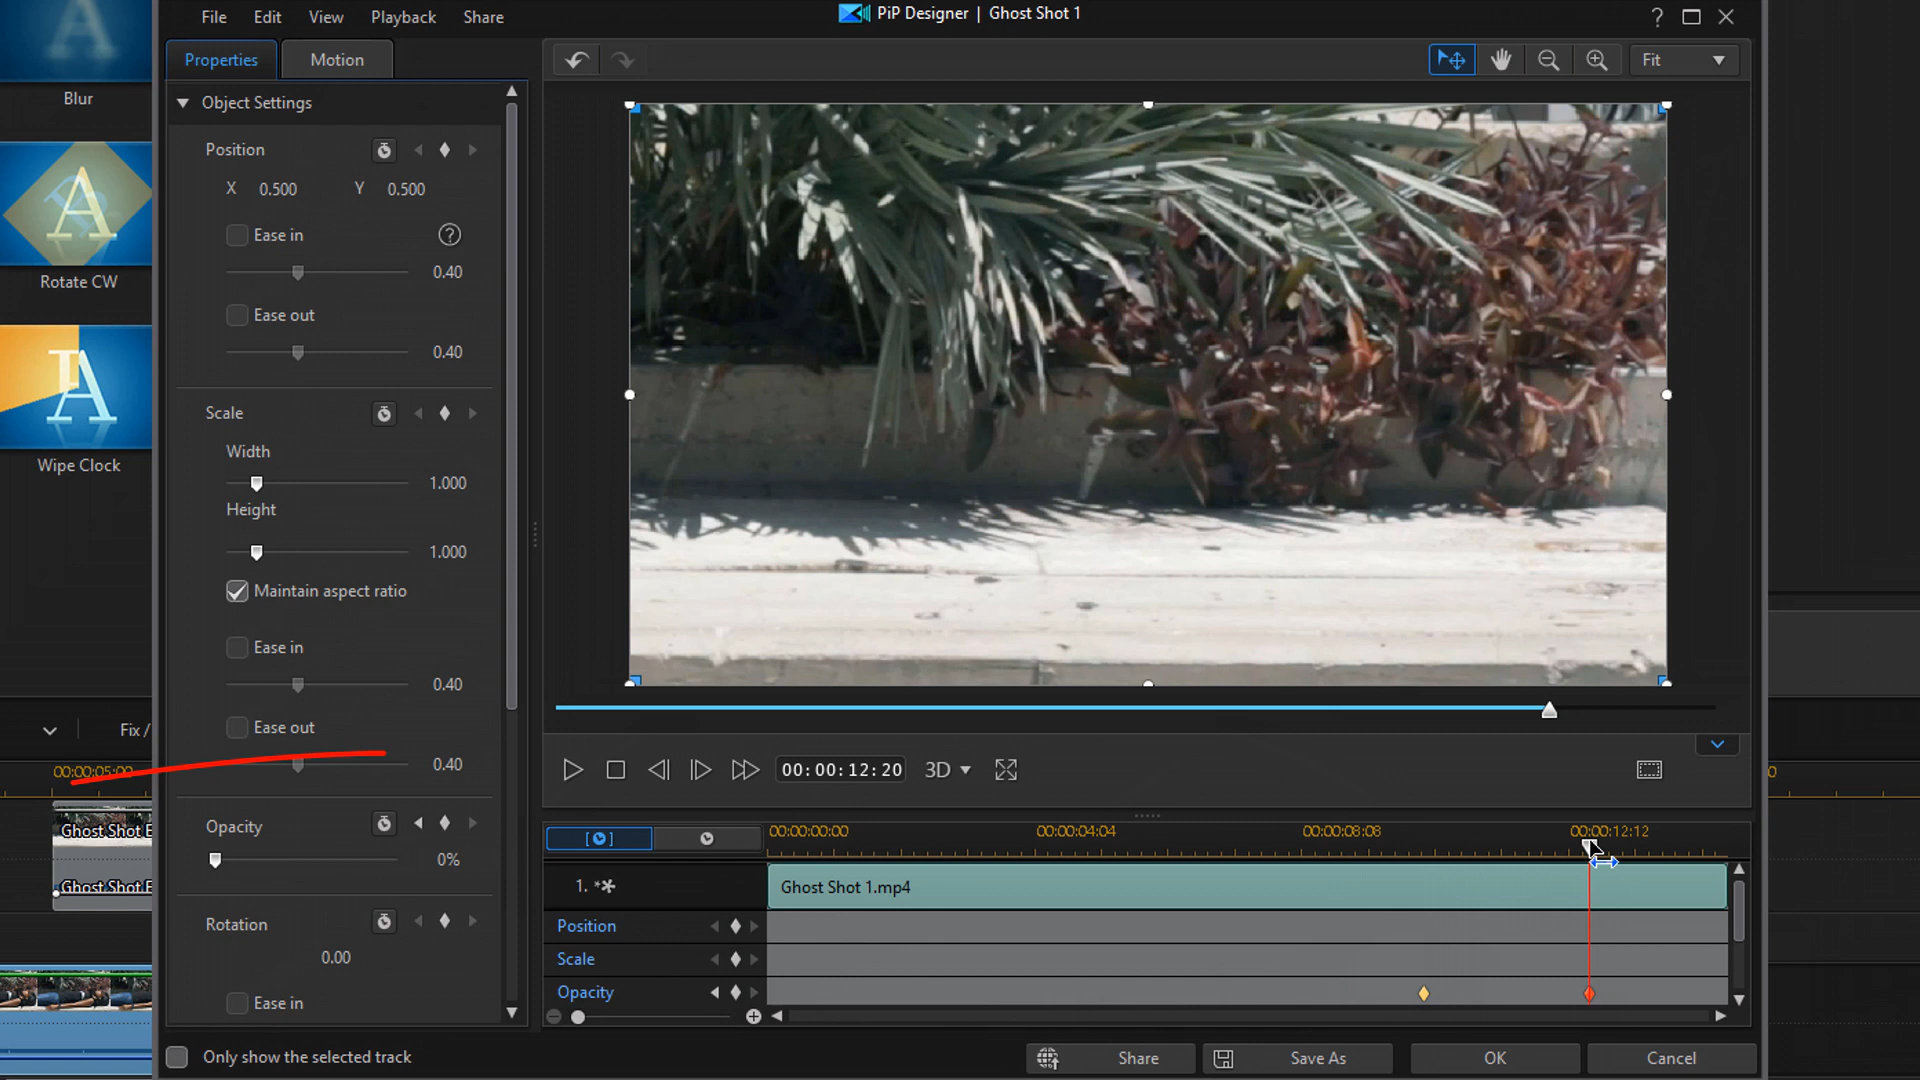 File Edit View Playback Share
PiP Designer | Ghost Shot 1
?
Properties Motion
Fit
Blur
Object Settings
Position
X 0.500 Y 0.500
Ease in ?
0.40
Ease out
0.40
Rotate CW
Scale
Width
1.000
Height
1.000
Maintain aspect ratio
Ease in
0.40
Ease out
0.40
Wipe Clock
Fix /
00:00:05:00
Ghost Shot
Ghost Shot
Opacity
0%
Rotation
0.00
Ease in
00:00:12:20
3D
00:00:00:00 00:00:04:04 00:00:08:08 00:00:12:12
1. Ghost Shot 1.mp4
Position
Scale
Opacity
Only show the selected track
Share Save As OK Cancel